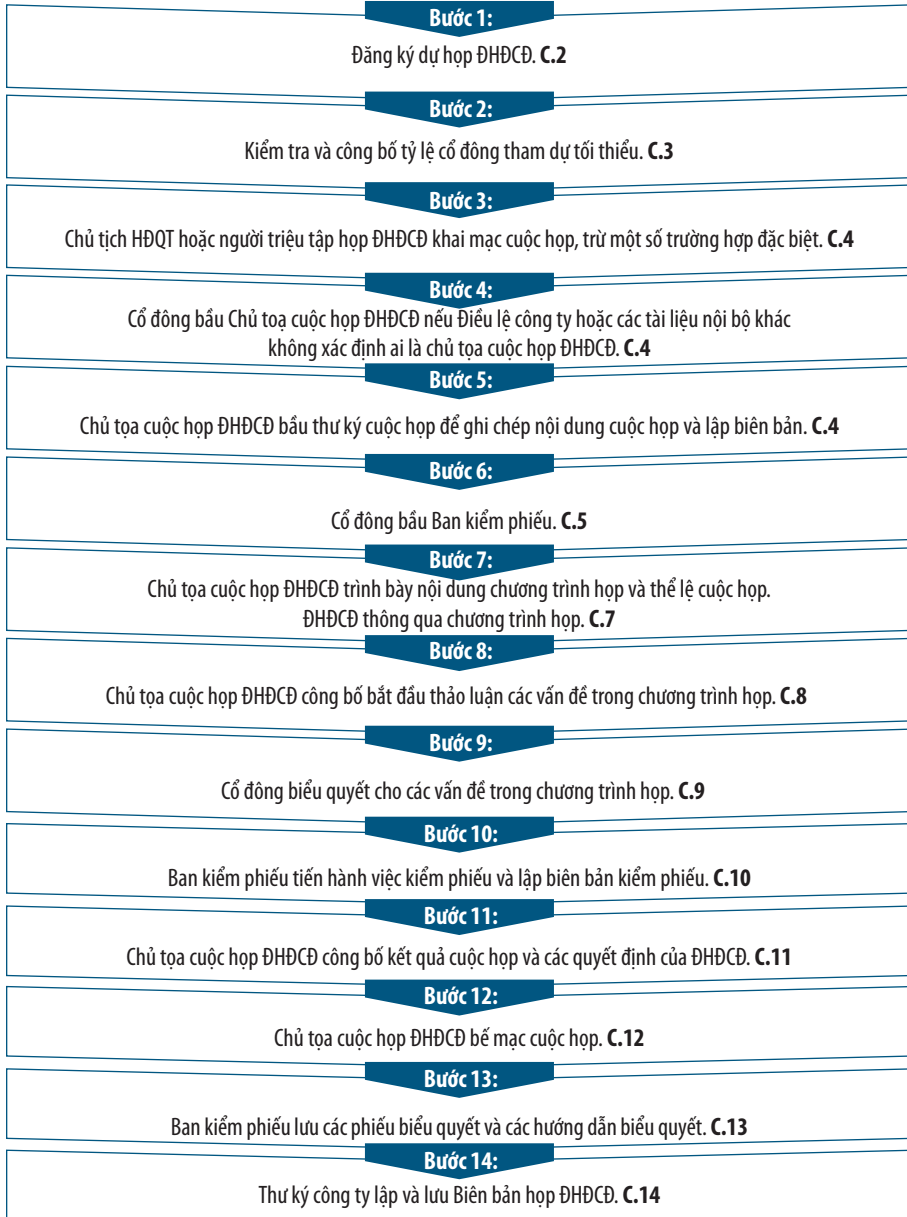 Bước 1:
Đăng ký dự họp ĐHĐCĐ. C.2
Bước 2:
Kiểm tra và công bố tỷ lệ cổ đông tham dự tối thiểu. C.3
Bước 3:
Chủ tịch HĐQT hoặc người triệu tập họp ĐHĐCĐ khai mạc cuộc họp, trừ một số trường hợp đặc biệt. C.4
Bước 4:
Cổ đông bầu Chủ toạ cuộc họp ĐHĐCĐ nếu Điều lệ công ty hoặc các tài liệu nội bộ khác
không xác định ai là chủ tọa cuộc họp ĐHĐCĐ. C.4
Bước 5:
Chủ tọa cuộc họp ĐHĐCĐ bầu thư ký cuộc họp để ghi chép nội dung cuộc họp và lập biên bản. C.4
Bước 6:
Cổ đông bầu Ban kiểm phiếu. C.5
Bước 7:
Chủ tọa cuộc họp ĐHĐCĐ trình bày nội dung chương trình họp và thể lệ cuộc họp.
ĐHĐCĐ thông qua chương trình họp. C.7
Bước 8:
Chủ tọa cuộc họp ĐHĐCĐ công bố bắt đầu thảo luận các vấn đề trong chương trình họp. C.8
Bước 9:
Cổ đông biểu quyết cho các vấn đề trong chương trình họp. C.9
Bước 10:
Ban kiểm phiếu tiến hành việc kiểm phiếu và lập biên bản kiểm phiếu. C.10
Bước 11:
Chủ tọa cuộc họp ĐHĐCĐ công bố kết quả cuộc họp và các quyết định của ĐHĐCĐ. C.11
Bước 12:
Chủ tọa cuộc họp ĐHĐCĐ bế mạc cuộc họp. C.12
Bước 13:
Ban kiểm phiếu lưu các phiếu biểu quyết và các hướng dẫn biểu quyết. C.13
Bước 14:
Thư ký công ty lập và lưu Biên bản họp ĐHĐCĐ. C.14